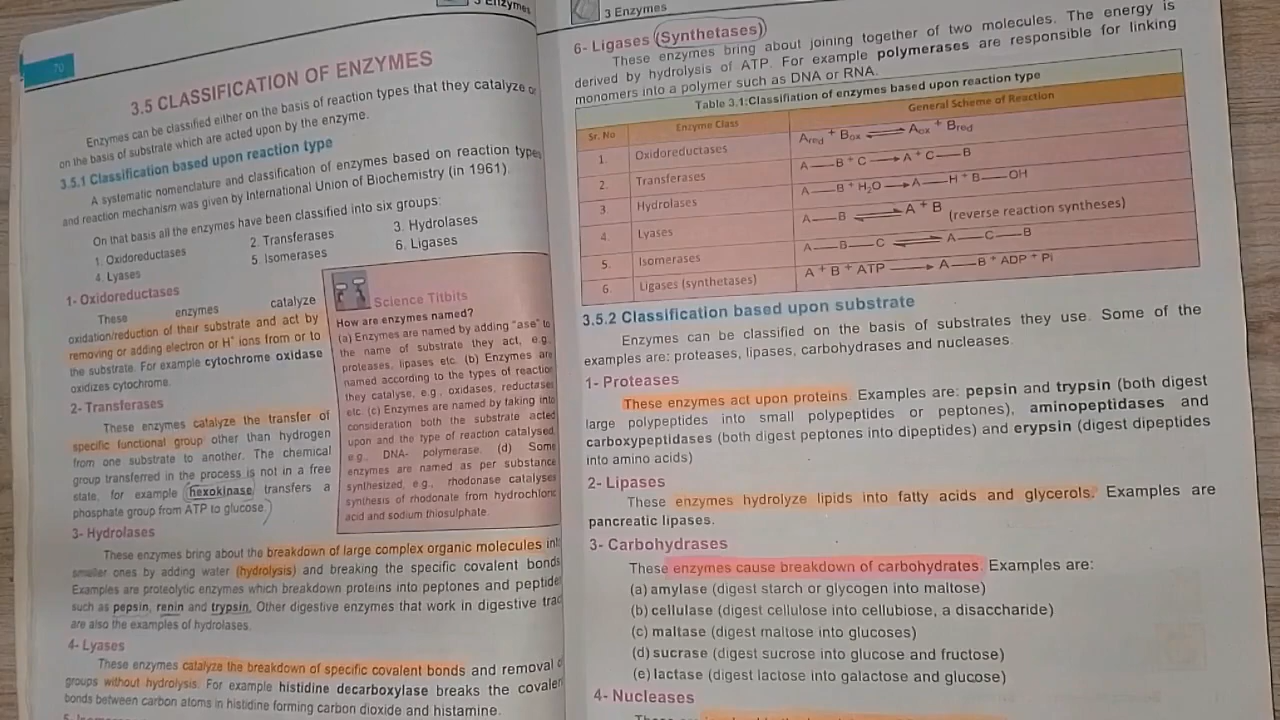 3 Enzymes
70
3.5 CLASSIFICATION OF ENZYMES
Enzymes can be classified either on the basis of reaction types that they catalyze or
on the basis of substrate which are acted upon by the enzyme.
3.5.1 Classification based upon reaction type
A systematic nomenclature and classification of enzymes based on reaction types
and reaction mechanism was given by International Union of Biochemistry (in 1961).
On that basis all the enzymes have been classified into six groups:
1. Oxidoreductases 2. Transferases 3. Hydrolases
4. Lyases 5. Isomerases 6. Ligases
1- Oxidoreductases
These enzymes catalyze
oxidation/reduction of their substrate and act by
removing or adding electron or H⁺ ions from or to
the substrate. For example cytochrome oxidase
oxidizes cytochrome.
2- Transferases
These enzymes catalyze the transfer of
specific functional group other than hydrogen
from one substrate to another. The chemical
group transferred in the process is not in a free
state, for example hexokinase transfers a
phosphate group from ATP to glucose.
Science Titbits
How are enzymes named?
(a) Enzymes are named by adding "ase" to
the name of substrate they act, e.g.,
proteases, lipases etc. (b) Enzymes are
named according to the types of reaction
they catalyse, e.g., oxidases, reductases
etc. (c) Enzymes are named by taking into
consideration both the substrate acted
upon and the type of reaction catalysed,
e.g., DNA- polymerase. (d) Some
enzymes are named as per substance
synthesized, e.g., rhodonase catalyses
synthesis of rhodonate from hydrochloric
acid and sodium thiosulphate.
3- Hydrolases
These enzymes bring about the breakdown of large complex organic molecules int
smaller ones by adding water (hydrolysis) and breaking the specific covalent bonds
Examples are proteolytic enzymes which breakdown proteins into peptones and peptide
such as pepsin, renin and trypsin. Other digestive enzymes that work in digestive trac
are also the examples of hydrolases.
4- Lyases
These enzymes catalyze the breakdown of specific covalent bonds and removal o
groups without hydrolysis. For example histidine decarboxylase breaks the covalen
bonds between carbon atoms in histidine forming carbon dioxide and histamine.
3 Enzymes
6- Ligases (Synthetases)
These enzymes bring about joining together of two molecules. The energy is
derived by hydrolysis of ATP. For example polymerases are responsible for linking
monomers into a polymer such as DNA or RNA.
Table 3.1:Classifiation of enzymes based upon reaction type
Sr. No Enzyme Class General Scheme of Reaction
1. Oxidoreductases A red + B ox ⇌ A ox + B red
2. Transferases A—B + C → A + C—B
3. Hydrolases A—B + H₂O → A—H + B—OH
4. Lyases A—B ⇌ A + B (reverse reaction syntheses)
5. Isomerases A—B—C ⇌ A—C—B
6. Ligases (synthetases) A + B + ATP → A—B + ADP + Pi
3.5.2 Classification based upon substrate
Enzymes can be classified on the basis of substrates they use. Some of the
examples are: proteases, lipases, carbohydrases and nucleases.
1- Proteases
These enzymes act upon proteins. Examples are: pepsin and trypsin (both digest
large polypeptides into small polypeptides or peptones), aminopeptidases and
carboxypeptidases (both digest peptones into dipeptides) and erypsin (digest dipeptides
into amino acids)
2- Lipases
These enzymes hydrolyze lipids into fatty acids and glycerols. Examples are
pancreatic lipases.
3- Carbohydrases
These enzymes cause breakdown of carbohydrates. Examples are:
(a) amylase (digest starch or glycogen into maltose)
(b) cellulase (digest cellulose into cellubiose, a disaccharide)
(c) maltase (digest maltose into glucoses)
(d) sucrase (digest sucrose into glucose and fructose)
(e) lactase (digest lactose into galactose and glucose)
4- Nucleases